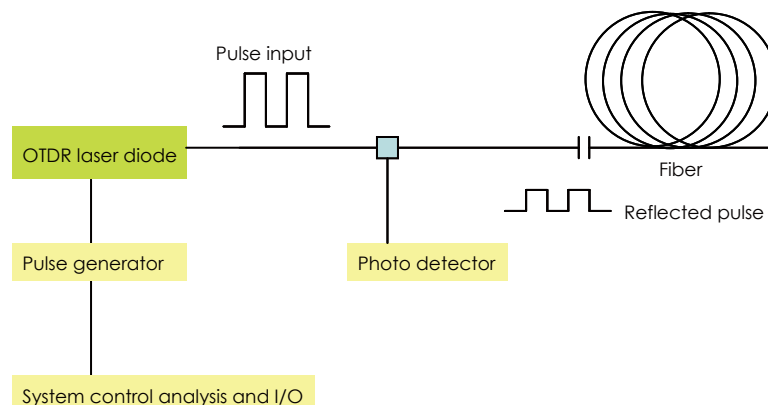 Pulse input
OTDR laser diode
Fiber
Reflected pulse
Pulse generator
Photo detector
System control analysis and I/O